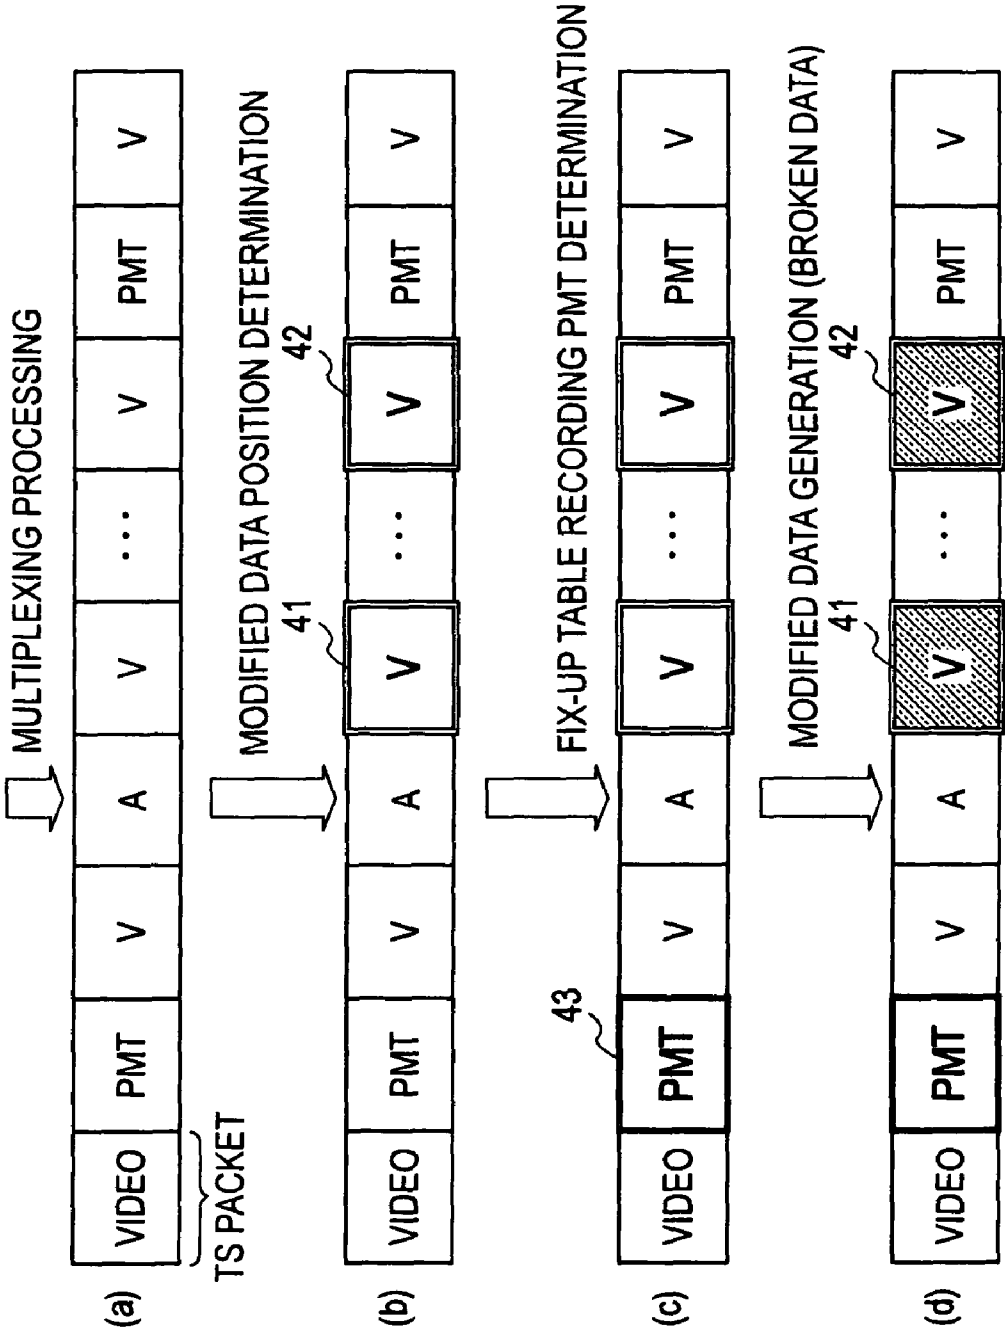 MULTIPLEXING PROCESSING
(a) VIDEO PMT V A V ... V PMT V
TS PACKET
MODIFIED DATA POSITION DETERMINATION
41 42
(b) VIDEO PMT V A V ... V PMT V
FIX-UP TABLE RECORDING PMT DETERMINATION
43
(c) VIDEO PMT V A V ... V PMT V
MODIFIED DATA GENERATION (BROKEN DATA)
41 42
(d) VIDEO PMT V A V ... V PMT V